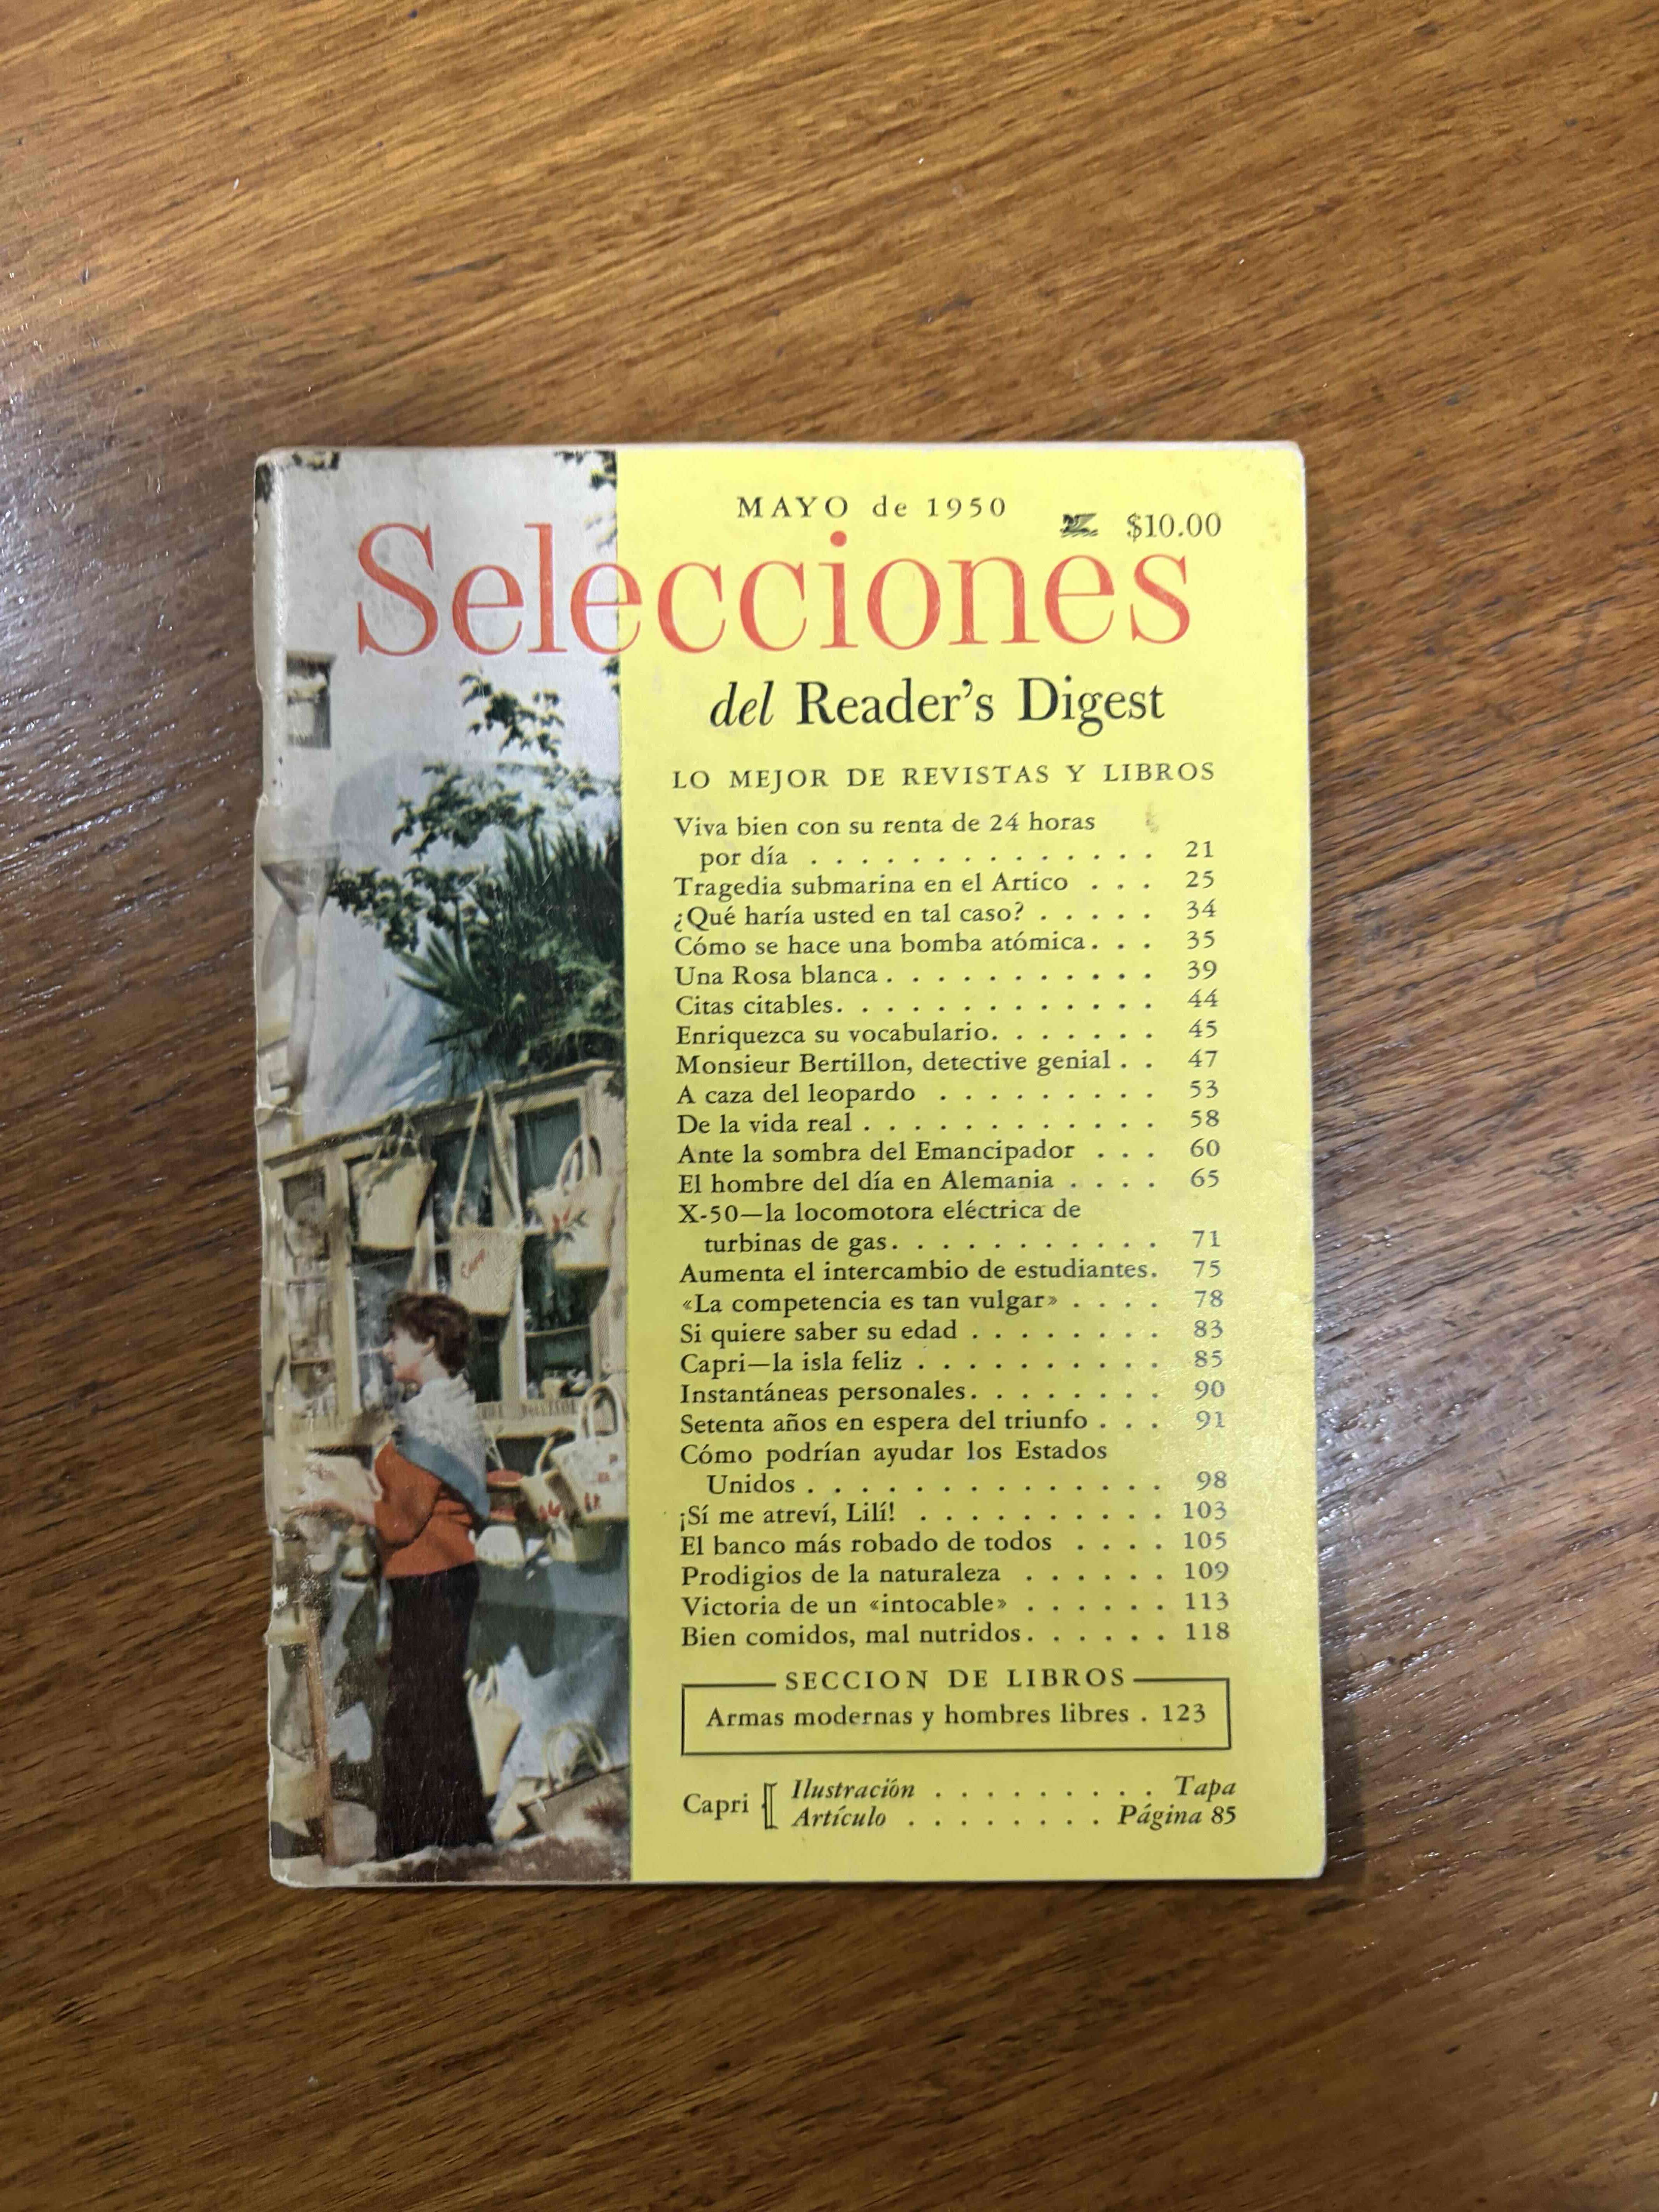 MAYO de 1950
$10.00
Selecciones
del Reader's Digest
LO MEJOR DE REVISTAS Y LIBROS
Viva bien con su renta de 24 horas
por día . . . . . . . . . . . . . . 21
Tragedia submarina en el Artico . . . 25
¿Qué haría usted en tal caso? . . . . . 34
Cómo se hace una bomba atómica . . . 35
Una Rosa blanca . . . . . . . . . . . 39
Citas citables . . . . . . . . . . . . . 44
Enriquezca su vocabulario . . . . . . . 45
Monsieur Bertillon, detective genial . . 47
A caza del leopardo . . . . . . . . . 53
De la vida real . . . . . . . . . . . . 58
Ante la sombra del Emancipador . . . 60
El hombre del día en Alemania . . . . 65
X-50—la locomotora eléctrica de
turbinas de gas . . . . . . . . . . . 71
Aumenta el intercambio de estudiantes . 75
«La competencia es tan vulgar» . . . . 78
Si quiere saber su edad . . . . . . . . 83
Capri—la isla feliz . . . . . . . . . . 85
Instantáneas personales . . . . . . . . 90
Setenta años en espera del triunfo . . . 91
Cómo podrían ayudar los Estados
Unidos . . . . . . . . . . . . . . 98
¡Sí me atreví, Lilí! . . . . . . . . . . 103
El banco más robado de todos . . . . 105
Prodigios de la naturaleza . . . . . . 109
Victoria de un «intocable» . . . . . . 113
Bien comidos, mal nutridos . . . . . . 118
SECCION DE LIBROS
Armas modernas y hombres libres . 123
Capri
Ilustración . . . . . . . . . Tapa
Artículo . . . . . . . . Página 85